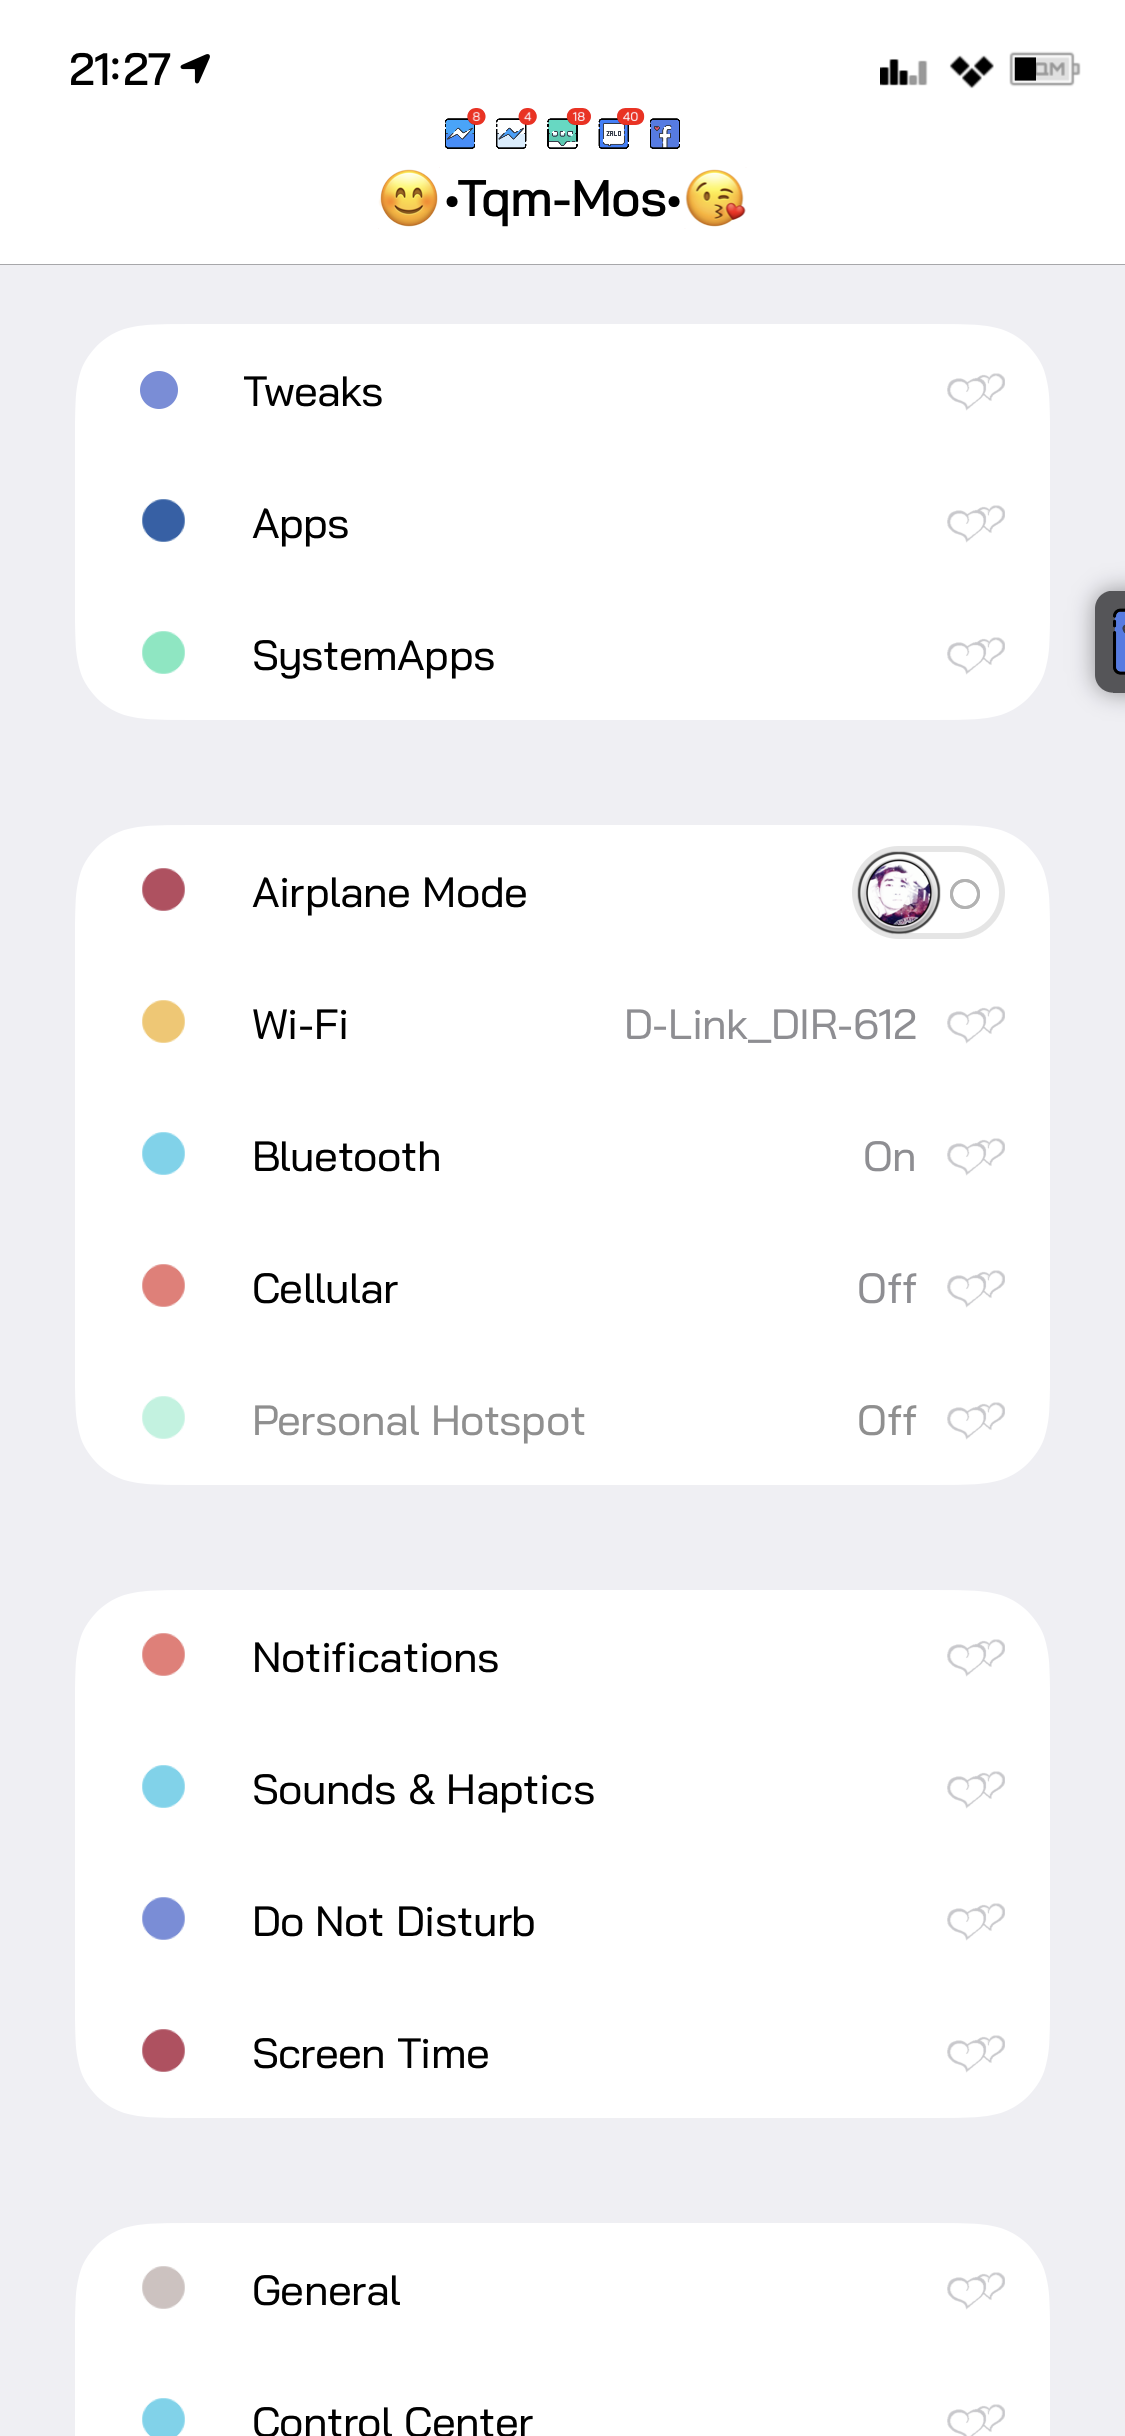 21:27
8 4 18 40
ZALO
😊•Tqm-Mos•😘
Tweaks
Apps
SystemApps
Airplane Mode
Wi-Fi D-Link_DIR-612
Bluetooth On
Cellular Off
Personal Hotspot Off
Notifications
Sounds & Haptics
Do Not Disturb
Screen Time
General
Control Center